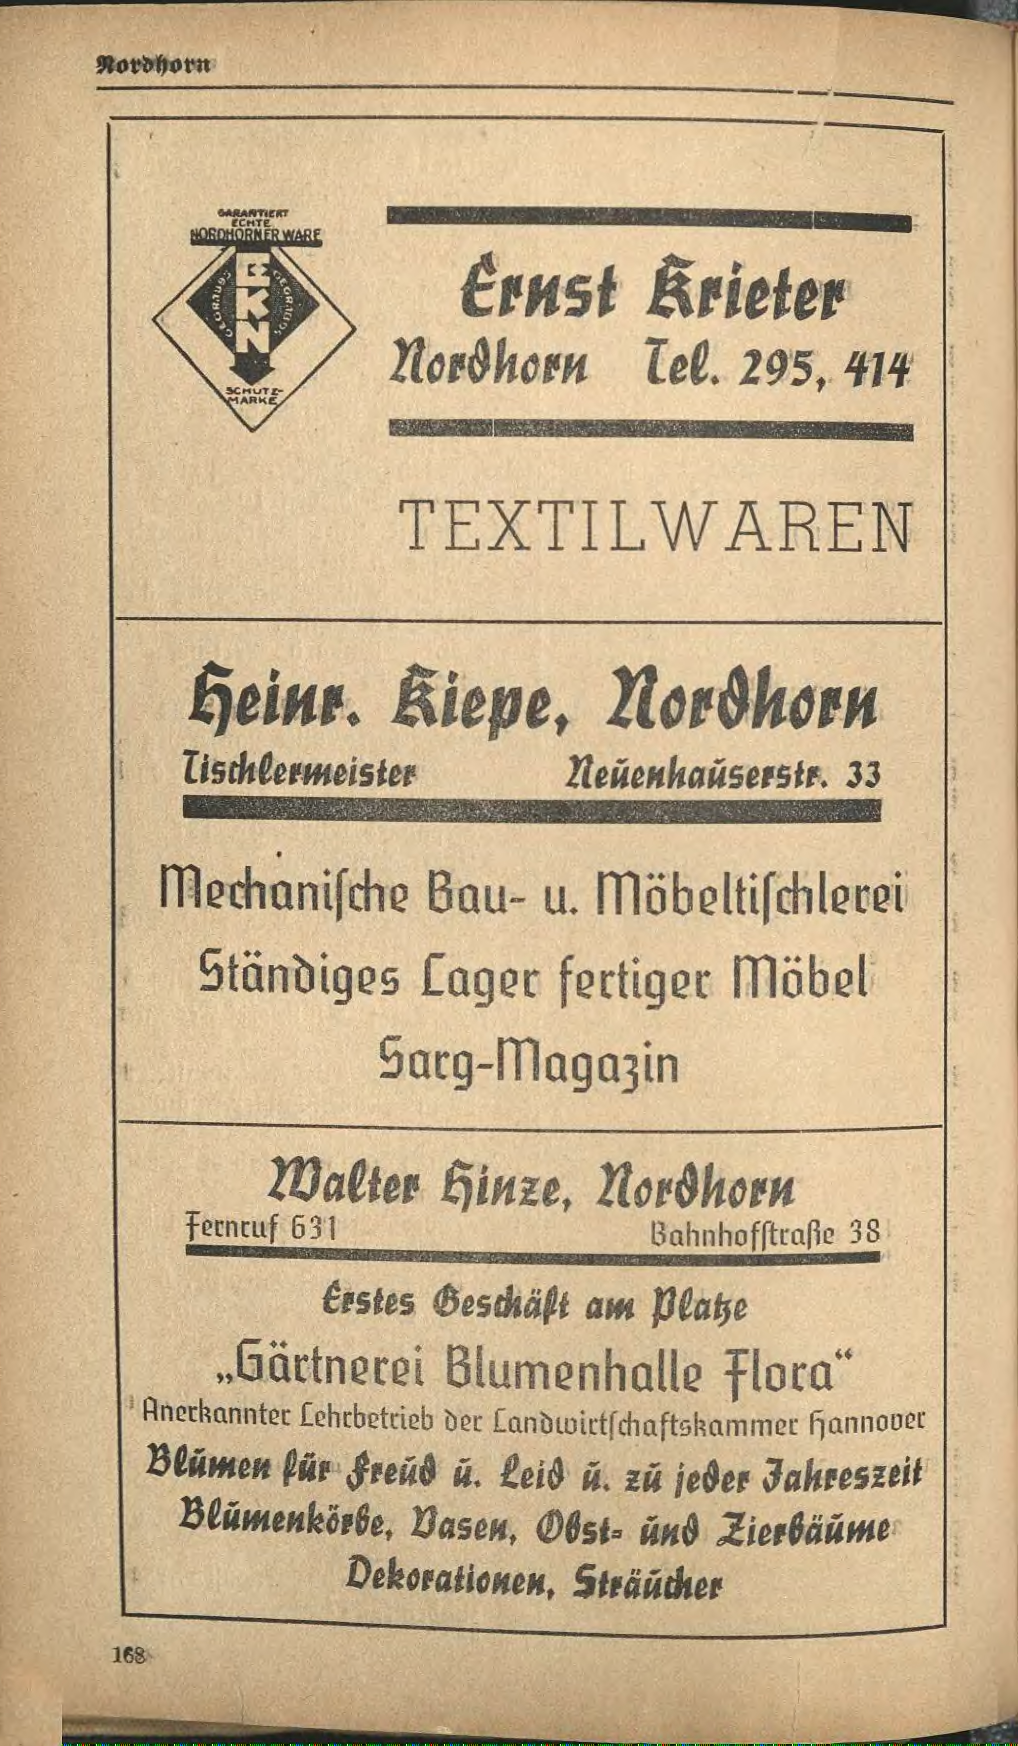 Nordhorn
GARANTIERT
ECHTE
NORDHORNER WARE
EKN
SCHUTZ-
MARKE
Ernst Krieter
Nordhorn Tel. 295, 414
TEXTILWAREN
Heinr. Kiepe, Nordhorn
Tischlermeister Neuenhauserstr. 33
Mechaniſche Bau- u. Möbeltiſchlerei
Ständiges Lager fertiger Möbel
Sarg-Magazin
Walter Hinze, Nordhorn
Fernruf 631 Bahnhofſtraße 38
Erstes Geschäft am Platze
„Gärtnerei Blumenhalle Flora“
Anerkannter Lehrbetrieb der Landwirtſchaftskammer Hannover
Blumen für Freud u. Leid u. zu jeder Jahreszeit
Blumenkörbe, Vasen, Obst- und Zierbäume
Dekorationen, Sträucher
168